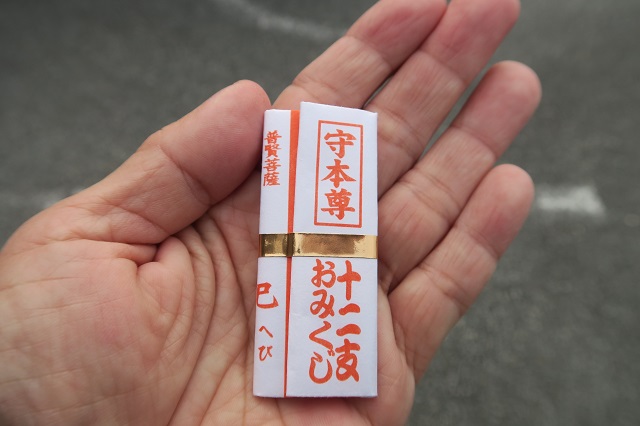 守本尊
十二支
おみくじ
普賢菩薩
巳 へび